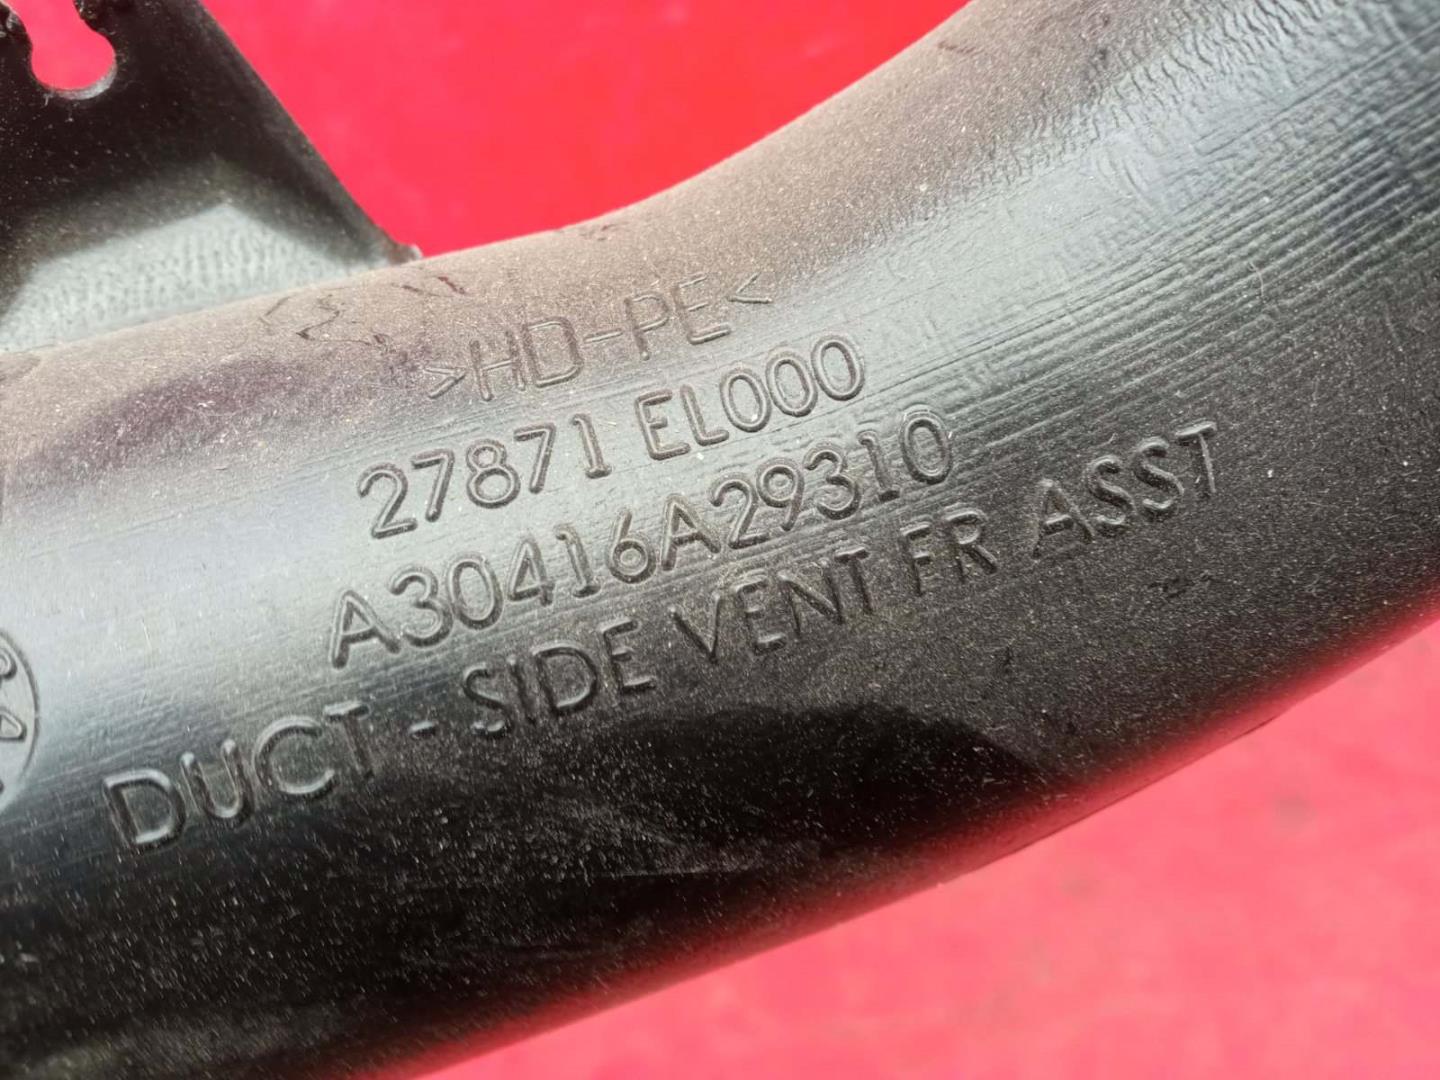 >HD-PE<
27871 EL000
A30416A29310
DUCT - SIDE VENT FR ASST